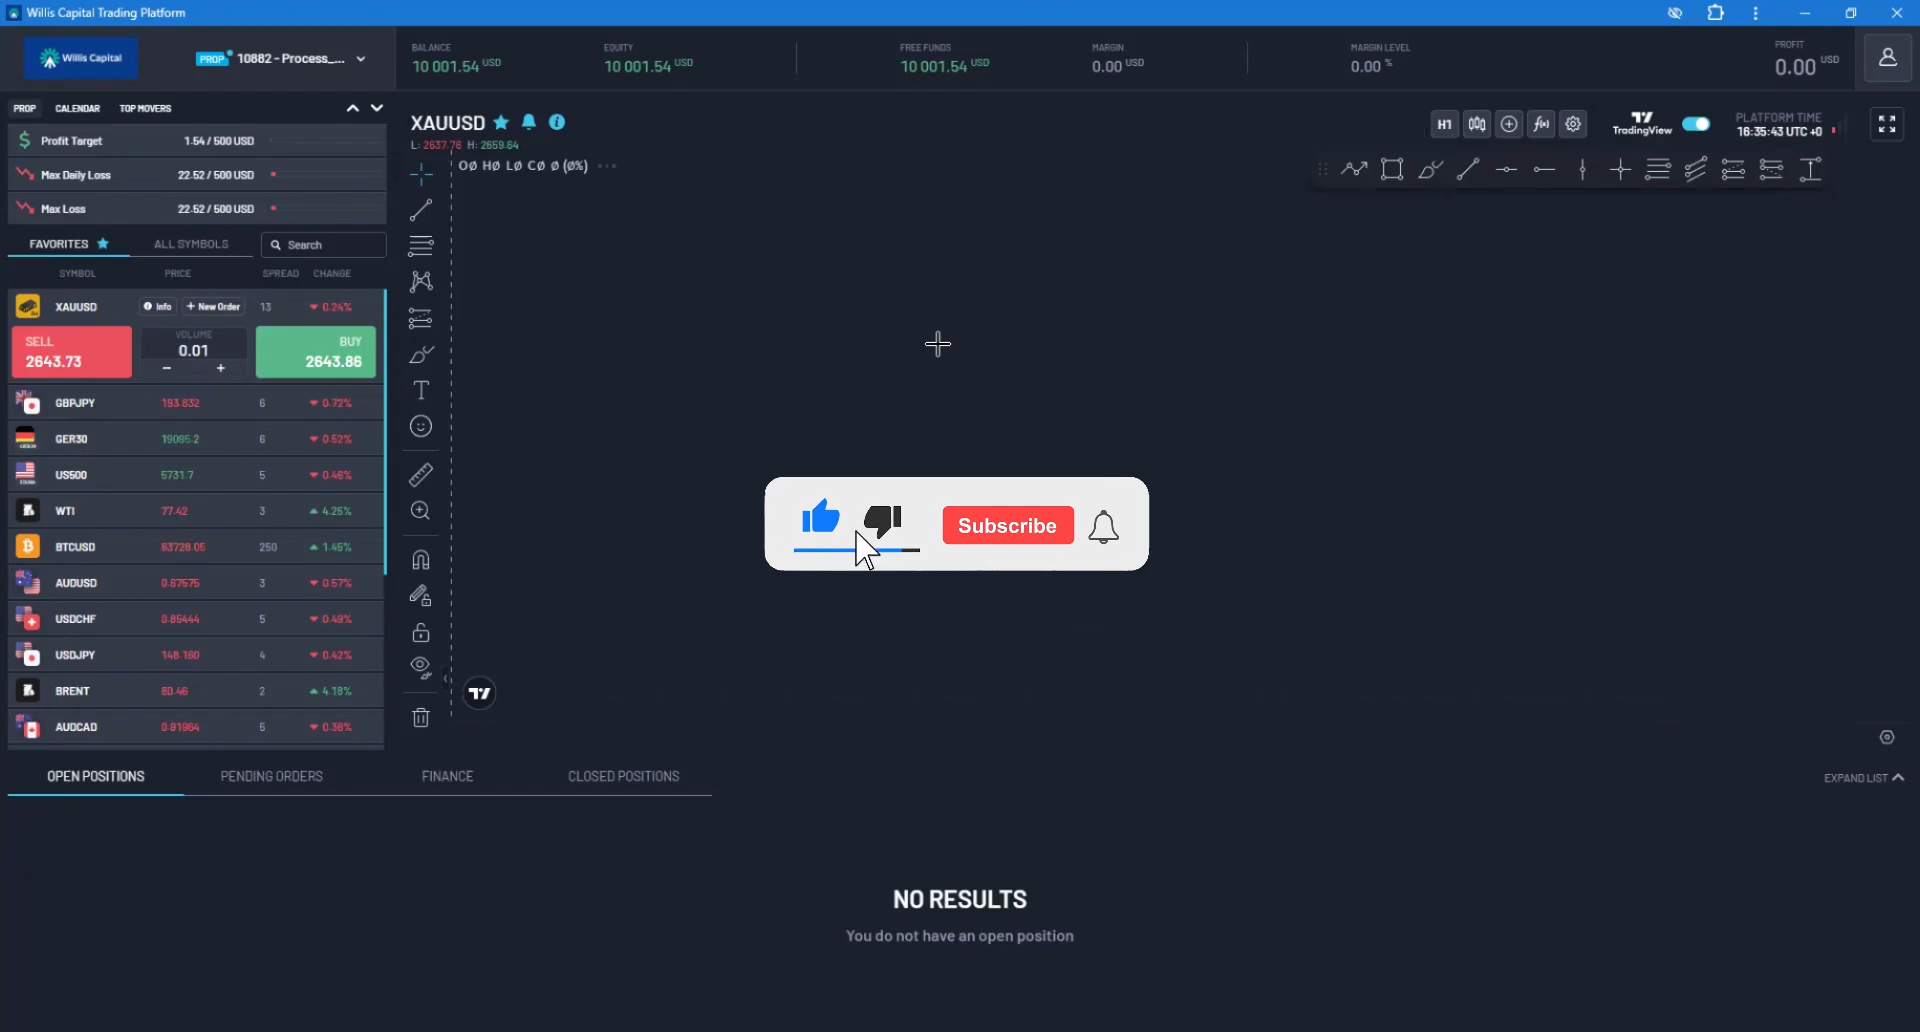 Willis Capital Trading Platform
Willis Capital
PROP 10882 - Process_...
BALANCE
10 001.54 USD
EQUITY
10 001.54 USD
FREE FUNDS
10 001.54 USD
MARGIN
0.00 USD
MARGIN LEVEL
0.00 %
PROFIT
0.00 USD
PROP CALENDAR TOP MOVERS
Profit Target 1.54 / 500 USD
Max Daily Loss 22.52 / 500 USD
Max Loss 22.52 / 500 USD
FAVORITES ALL SYMBOLS Search
SYMBOL PRICE SPREAD CHANGE
XAUUSD Info + New Order 13 0.24%
SELL
2643.73
VOLUME
0.01
- +
BUY
2643.86
GBPJPY 193.832 6 0.72%
GER30 19095.2 6 0.52%
US500 5731.7 5 0.46%
WTI 77.42 3 4.25%
BTCUSD 63728.05 250 1.45%
AUDUSD 0.67575 3 0.57%
USDCHF 0.85444 5 0.49%
USDJPY 148.160 4 0.42%
BRENT 80.46 2 4.18%
AUDCAD 0.91964 5 0.36%
XAUUSD
L: 2637.76 H: 2659.64
OØ HØ LØ CØ Ø (Ø%)
H1
TradingView
PLATFORM TIME
16:35:43 UTC +0
Subscribe
OPEN POSITIONS PENDING ORDERS FINANCE CLOSED POSITIONS
EXPAND LIST
NO RESULTS
You do not have an open position